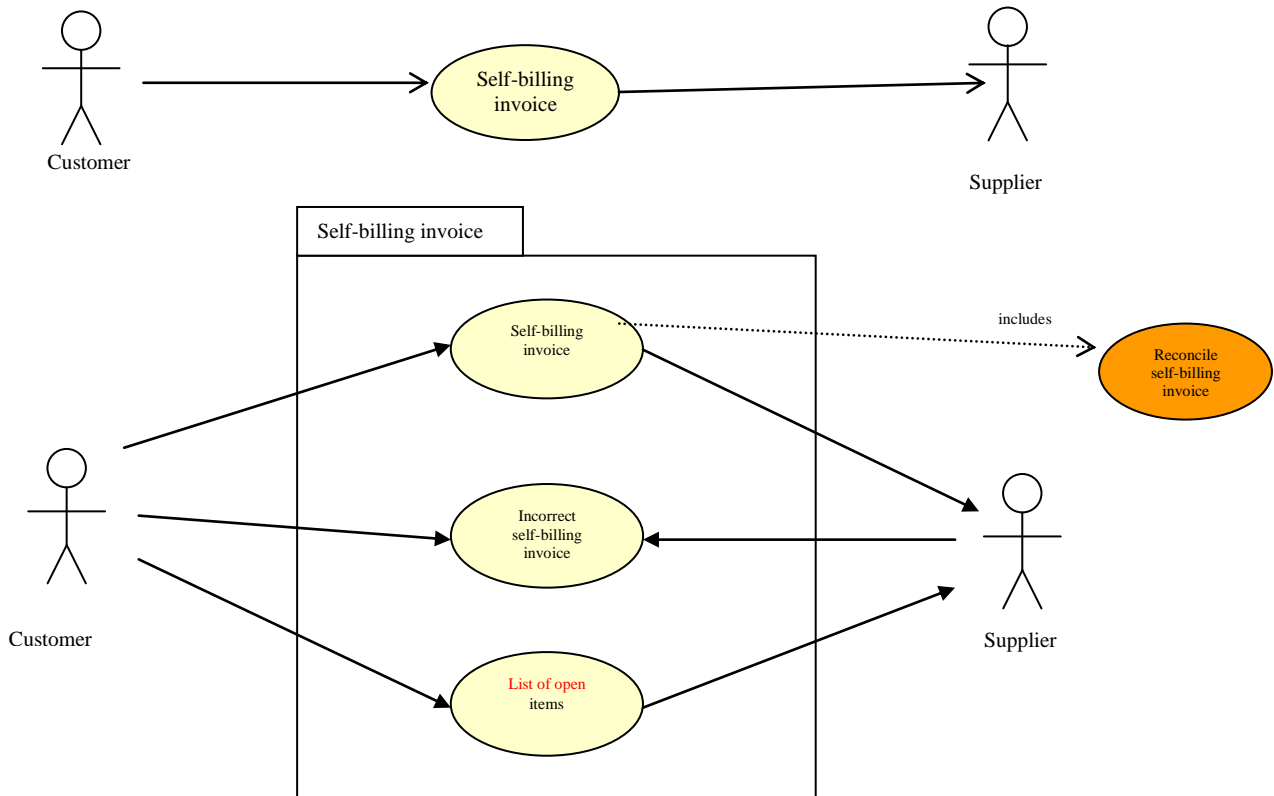 Self-billing
invoice
Customer
Supplier
Self-billing invoice
Self-billing
invoice
includes
Reconcile
self-billing
invoice
Incorrect
self-billing
invoice
Customer
Supplier
List of open
items